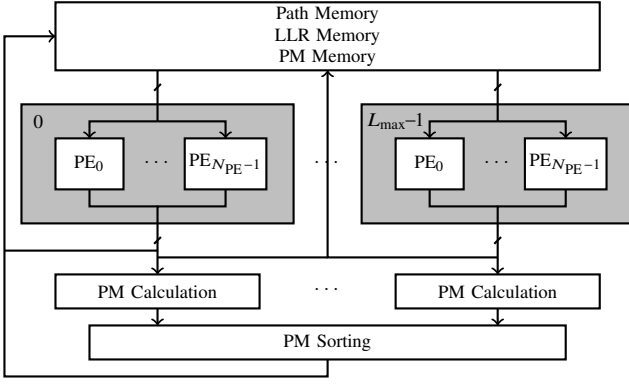 Path Memory
LLR Memory
PM Memory
0
L_max−1
PE_0 · · · PE_{N_PE−1}
· · ·
PE_0 · · · PE_{N_PE−1}
PM Calculation
· · ·
PM Calculation
PM Sorting